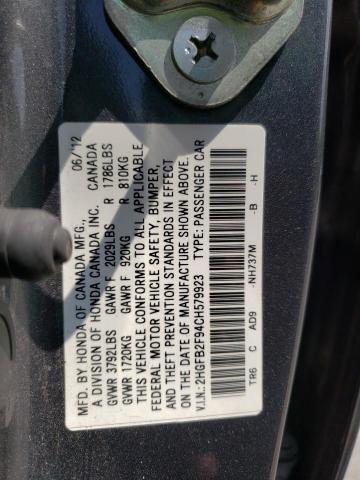 MFD. BY HONDA OF CANADA MFG., 06/'12
A DIVISION OF HONDA CANADA INC. CANADA
GVWR 3792LBS GAWR F 2029LBS R 1786LBS
GVWR 1720KG GAWR F 920KG R 810KG
THIS VEHICLE CONFORMS TO ALL APPLICABLE
FEDERAL MOTOR VEHICLE SAFETY, BUMPER,
AND THEFT PREVENTION STANDARDS IN EFFECT
ON THE DATE OF MANUFACTURE SHOWN ABOVE.
V.I.N.: 2HGFB2F94CH579923 TYPE: PASSENGER CAR
TR6 C AD9 -NH737M -B -H